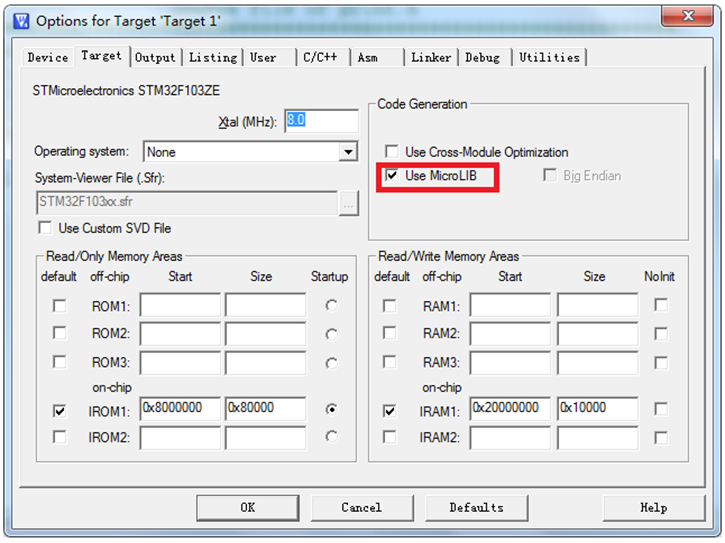 Options for Target 'Target 1'
Device Target Output Listing User C/C++ Asm Linker Debug Utilities
STMicroelectronics STM32F103ZE
Xtal (MHz): 8.0
Operating system: None
System-Viewer File (.Sfr):
STM32F103xx.sfr ...
Use Custom SVD File
Code Generation
Use Cross-Module Optimization
Use MicroLIB Big Endian
Read/Only Memory Areas
default off-chip Start Size Startup
ROM1:
ROM2:
ROM3:
on-chip
IROM1: 0x8000000 0x80000
IROM2:
Read/Write Memory Areas
default off-chip Start Size NoInit
RAM1:
RAM2:
RAM3:
on-chip
IRAM1: 0x20000000 0x10000
IRAM2:
OK Cancel Defaults Help